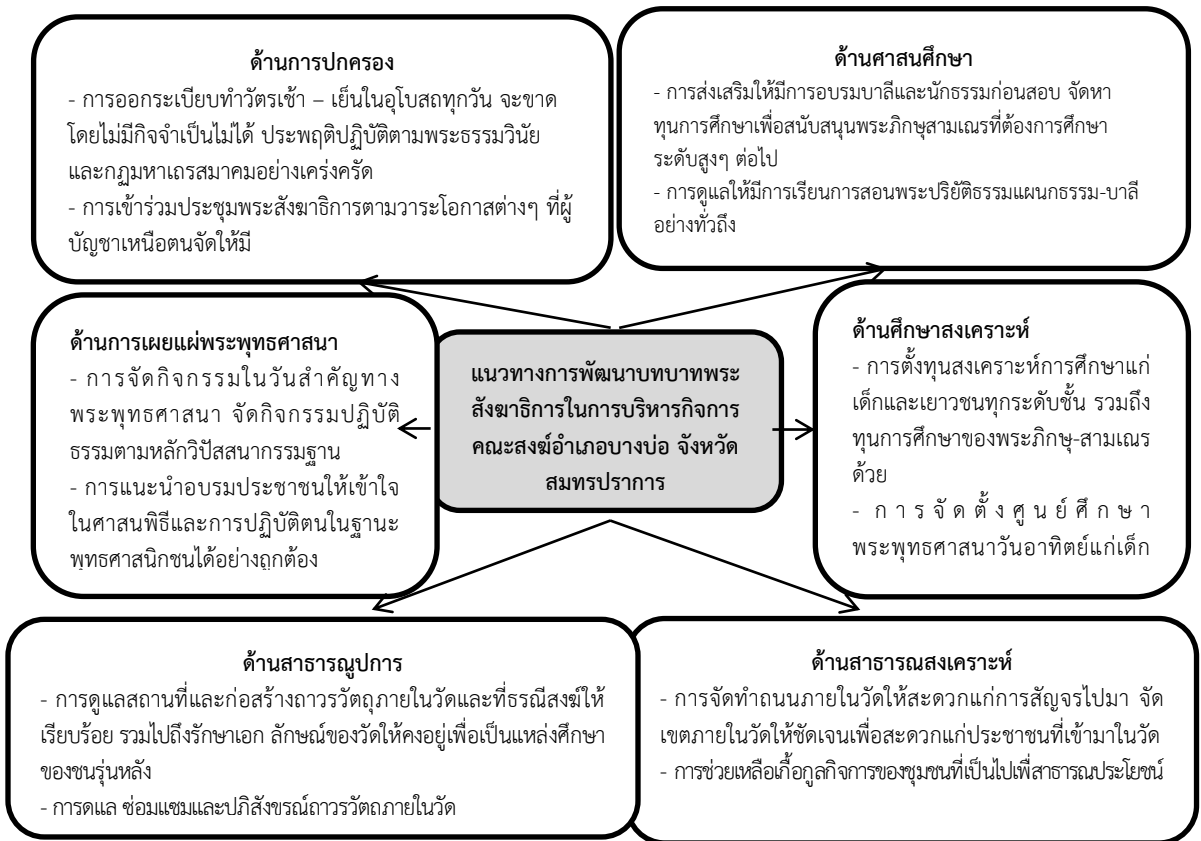 ด้านการปกครอง
- การออกระเบียบทำวัตรเช้า – เย็นในอุโบสถทุกวัน จะขาด
โดยไม่มีกิจจำเป็นไม่ได้ ประพฤติปฏิบัติตามพระธรรมวินัย
และกฏมหาเถรสมาคมอย่างเคร่งครัด
- การเข้าร่วมประชุมพระสังฆาธิการตามวาระโอกาสต่างๆ ที่ผู้
บัญชาเหนือตนจัดให้มี
ด้านศาสนศึกษา
- การส่งเสริมให้มีการอบรมบาลีและนักธรรมก่อนสอบ จัดหา
ทุนการศึกษาเพื่อสนับสนุนพระภิกษุสามเณรที่ต้องการศึกษา
ระดับสูงๆ ต่อไป
- การดูแลให้มีการเรียนการสอนพระปริยัติธรรมแผนกธรรม-บาลี
อย่างทั่วถึง
ด้านการเผยแผ่พระพุทธศาสนา
- การจัดกิจกรรมในวันสำคัญทาง
พระพุทธศาสนา จัดกิจกรรมปฏิบัติ
ธรรมตามหลักวิปัสสนากรรมฐาน
- การแนะนำอบรมประชาชนให้เข้าใจ
ในศาสนพิธีและการปฏิบัติตนในฐานะ
พุทธศาสนิกชนได้อย่างถูกต้อง
แนวทางการพัฒนาบทบาทพระ
สังฆาธิการในการบริหารกิจการ
คณะสงฆ์อำเภอบางบ่อ จังหวัด
สมุทรปราการ
ด้านศึกษาสงเคราะห์
- การตั้งทุนสงเคราะห์การศึกษาแก่
เด็กและเยาวชนทุกระดับชั้น รวมถึง
ทุนการศึกษาของพระภิกษุ-สามเณร
ด้วย
- การจัดตั้งศูนย์ศึกษา
พระพุทธศาสนาวันอาทิตย์แก่เด็ก
ด้านสาธารณูปการ
- การดูแลสถานที่และก่อสร้างถาวรวัตถุภายในวัดและที่ธรณีสงฆ์ให้
เรียบร้อย รวมไปถึงรักษาเอก ลักษณ์ของวัดให้คงอยู่เพื่อเป็นแหล่งศึกษา
ของชนรุ่นหลัง
- การดูแล ซ่อมแซมและปฏิสังขรณ์ถาวรวัตถุภายในวัด
ด้านสาธารณสงเคราะห์
- การจัดทำถนนภายในวัดให้สะดวกแก่การสัญจรไปมา จัด
เขตภายในวัดให้ชัดเจนเพื่อสะดวกแก่ประชาชนที่เข้ามาในวัด
- การช่วยเหลือเกื้อกูลกิจการของชุมชนที่เป็นไปเพื่สาธารณประโยชน์